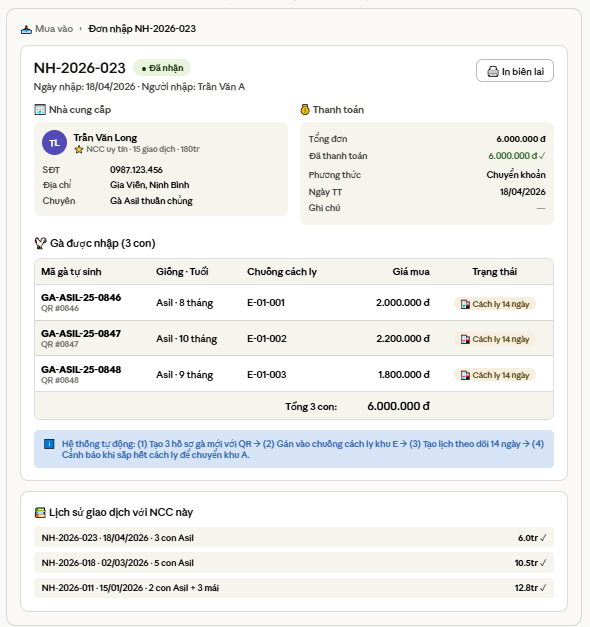 Mua vào › Đơn nhập NH-2026-023
NH-2026-023 ● Đã nhận
In biên lai
Ngày nhập: 18/04/2026 · Người nhập: Trần Văn A
Nhà cung cấp
TL
Trần Văn Long
NCC uy tín · 15 giao dịch · 180tr
SĐT 0987.123.456
Địa chỉ Gia Viễn, Ninh Bình
Chuyên Gà Asil thuần chủng
Thanh toán
Tổng đơn 6.000.000 đ
Đã thanh toán 6.000.000 đ ✓
Phương thức Chuyển khoản
Ngày TT 18/04/2026
Ghi chú —
Gà được nhập (3 con)
Mã gà tự sinh Giống · Tuổi Chuồng cách ly Giá mua Trạng thái
GA-ASIL-25-0846 Asil · 8 tháng E-01-001 2.000.000 đ Cách ly 14 ngày
QR #0846
GA-ASIL-25-0847 Asil · 10 tháng E-01-002 2.200.000 đ Cách ly 14 ngày
QR #0847
GA-ASIL-25-0848 Asil · 9 tháng E-01-003 1.800.000 đ Cách ly 14 ngày
QR #0848
Tổng 3 con: 6.000.000 đ
Hệ thống tự động: (1) Tạo 3 hồ sơ gà mới với QR → (2) Gán vào chuồng cách ly khu E → (3) Tạo lịch theo dõi 14 ngày → (4)
Cảnh báo khi sắp hết cách ly để chuyển khu A.
Lịch sử giao dịch với NCC này
NH-2026-023 · 18/04/2026 · 3 con Asil 6.0tr ✓
NH-2026-018 · 02/03/2026 · 5 con Asil 10.5tr ✓
NH-2026-011 · 15/01/2026 · 2 con Asil + 3 mái 12.8tr ✓